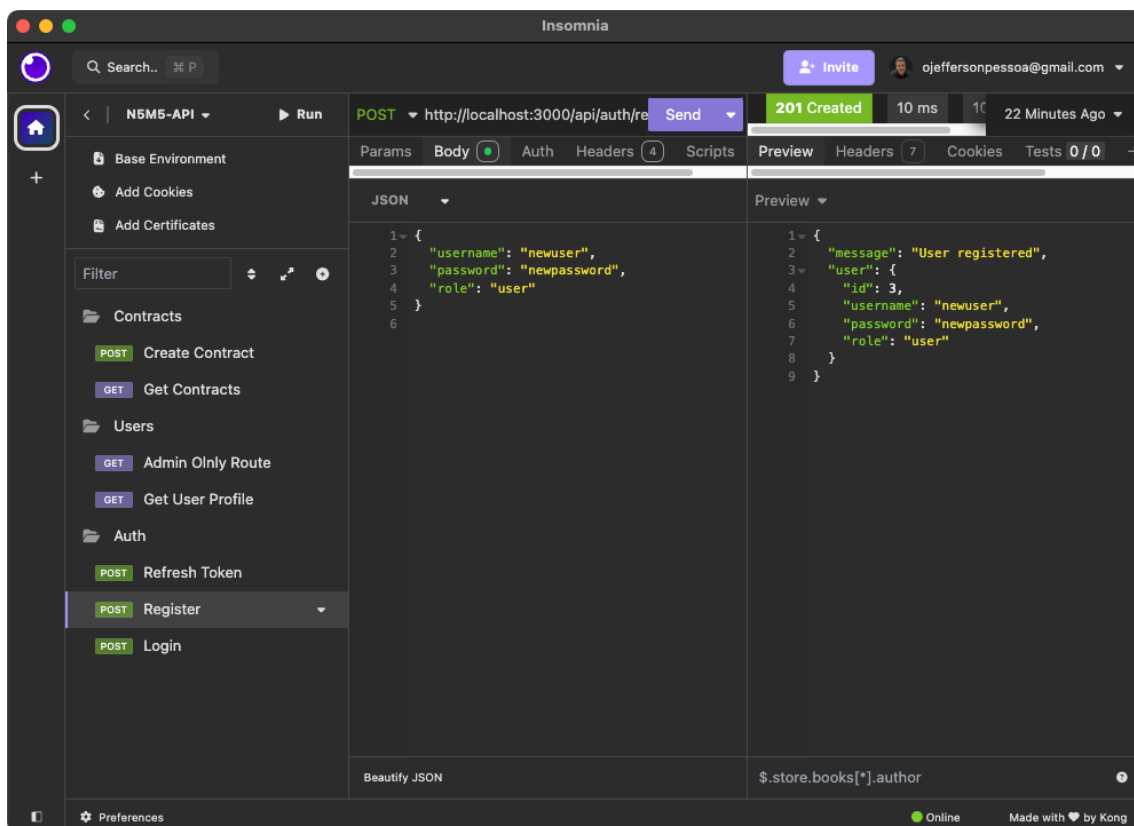 Insomnia
Search.. ⌘ P
Invite
ojeffersonpessoa@gmail.com
N5M5-API
Run
Base Environment
Add Cookies
Add Certificates
Filter
Contracts
POST Create Contract
GET Get Contracts
Users
GET Admin Olnly Route
GET Get User Profile
Auth
POST Refresh Token
POST Register
POST Login
POST http://localhost:3000/api/auth/re Send
Params Body Auth Headers 4 Scripts
JSON
1 {
2 "username": "newuser",
3 "password": "newpassword",
4 "role": "user"
5 }
6
Beautify JSON
201 Created 10 ms 10 22 Minutes Ago
Preview Headers 7 Cookies Tests 0 / 0
Preview
1 {
2 "message": "User registered",
3 "user": {
4 "id": 3,
5 "username": "newuser",
6 "password": "newpassword",
7 "role": "user"
8 }
9 }
$.store.books[*].author
Preferences
Online
Made with ♥ by Kong